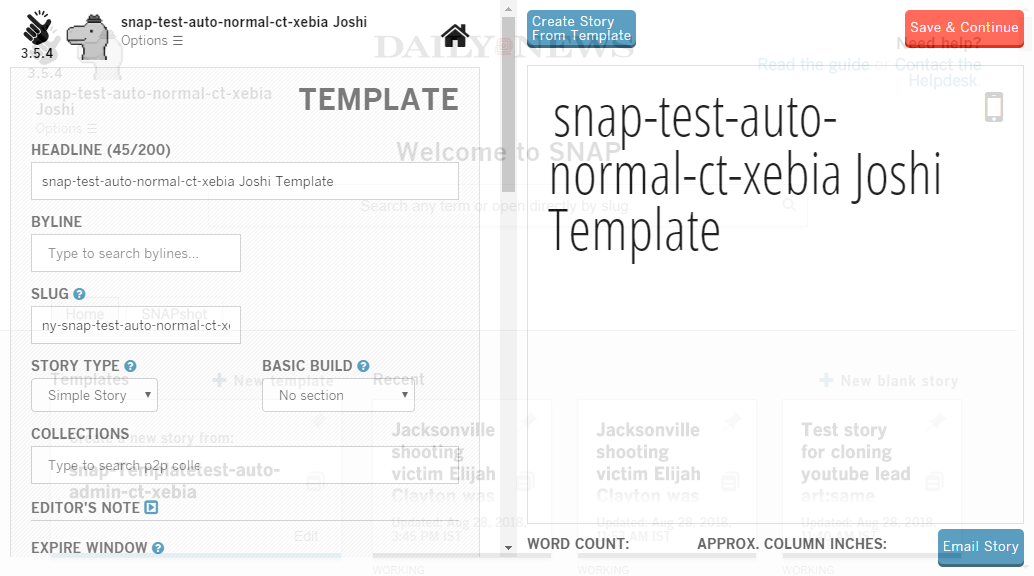 snap-test-auto-normal-ct-xebia Joshi
Options ☰
3.5.4
Create Story
From Template
Save & Continue
DAILY NEWS
Need help?
Read the guide or Contact the
Helpdesk.
3.5.4
snap-test-auto-normal-ct-xebia
Joshi
Options ☰
TEMPLATE
HEADLINE (45/200)
snap-test-auto-normal-ct-xebia Joshi Template
Welcome to SNAP
Search any term or open directly by slug
snap-test-auto-
normal-ct-xebia Joshi
Template
BYLINE
Type to search bylines...
SLUG ?
ny-snap-test-auto-normal-ct-x
Home
SNAPshot
STORY TYPE ?
Simple Story
BASIC BUILD ?
No section
Templates
New template
Recent
New blank story
COLLECTIONS
Type to search p2p colle
Create a new story from:
snap-Templatetest-auto-
admin-ct-xebia
Edit
Jacksonville
shooting
victim Elijah
Clayton was
Updated: Aug 28, 2018,
3:45 PM IST
WORKING
Jacksonville
shooting
victim Elijah
Clayton was
Updated: Aug 28, 2018,
WORKING
Test story
for cloning
youtube lead
art:same
Updated: Aug 28, 2018,
WORKING
EDITOR'S NOTE
EXPIRE WINDOW ?
WORD COUNT:
APPROX. COLUMN INCHES:
Email Story